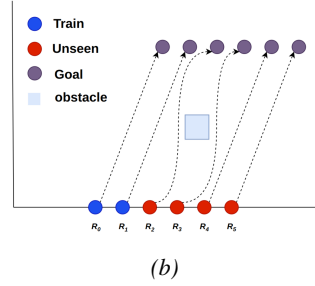 Train
Unseen
Goal
obstacle
R0 R1 R2 R3 R4 R5
(b)